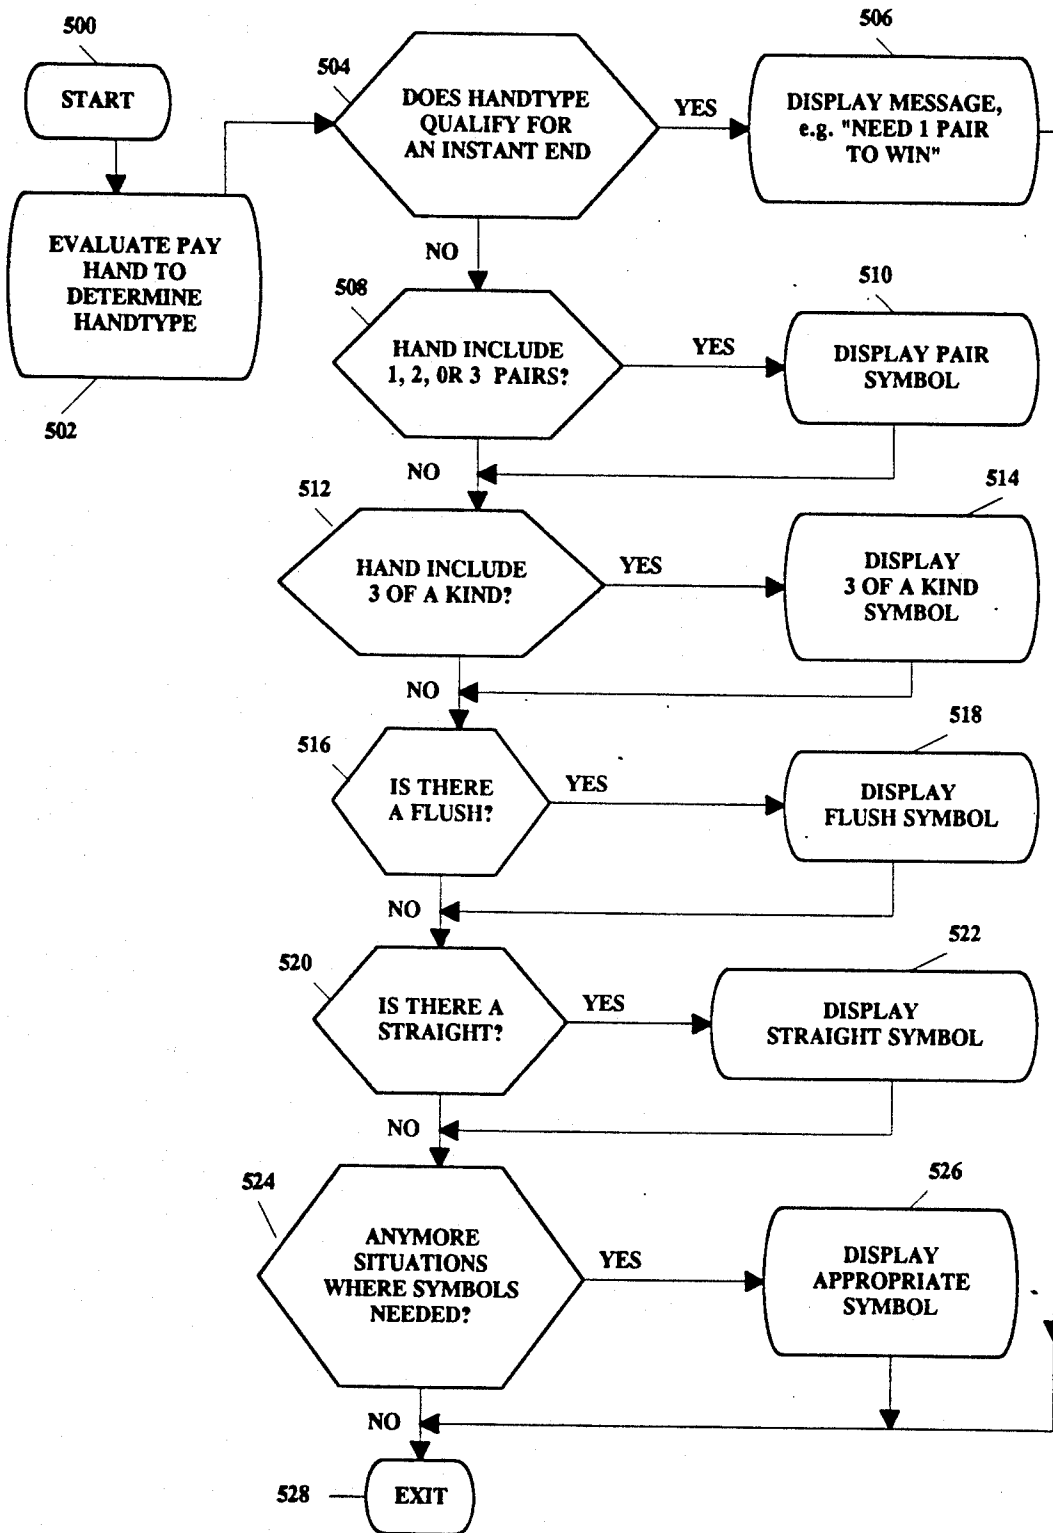 500
START
EVALUATE PAY
HAND TO
DETERMINE
HANDTYPE
502
504
DOES HANDTYPE
QUALIFY FOR
AN INSTANT END
YES
506
DISPLAY MESSAGE,
e.g. "NEED 1 PAIR
TO WIN"
NO
508
HAND INCLUDE
1, 2, 0R 3 PAIRS?
YES
510
DISPLAY PAIR
SYMBOL
NO
512
HAND INCLUDE
3 OF A KIND?
YES
514
DISPLAY
3 OF A KIND
SYMBOL
NO
516
IS THERE
A FLUSH?
YES
518
DISPLAY
FLUSH SYMBOL
NO
520
IS THERE A
STRAIGHT?
YES
522
DISPLAY
STRAIGHT SYMBOL
NO
524
ANYMORE
SITUATIONS
WHERE SYMBOLS
NEEDED?
YES
526
DISPLAY
APPROPRIATE
SYMBOL
NO
528
EXIT